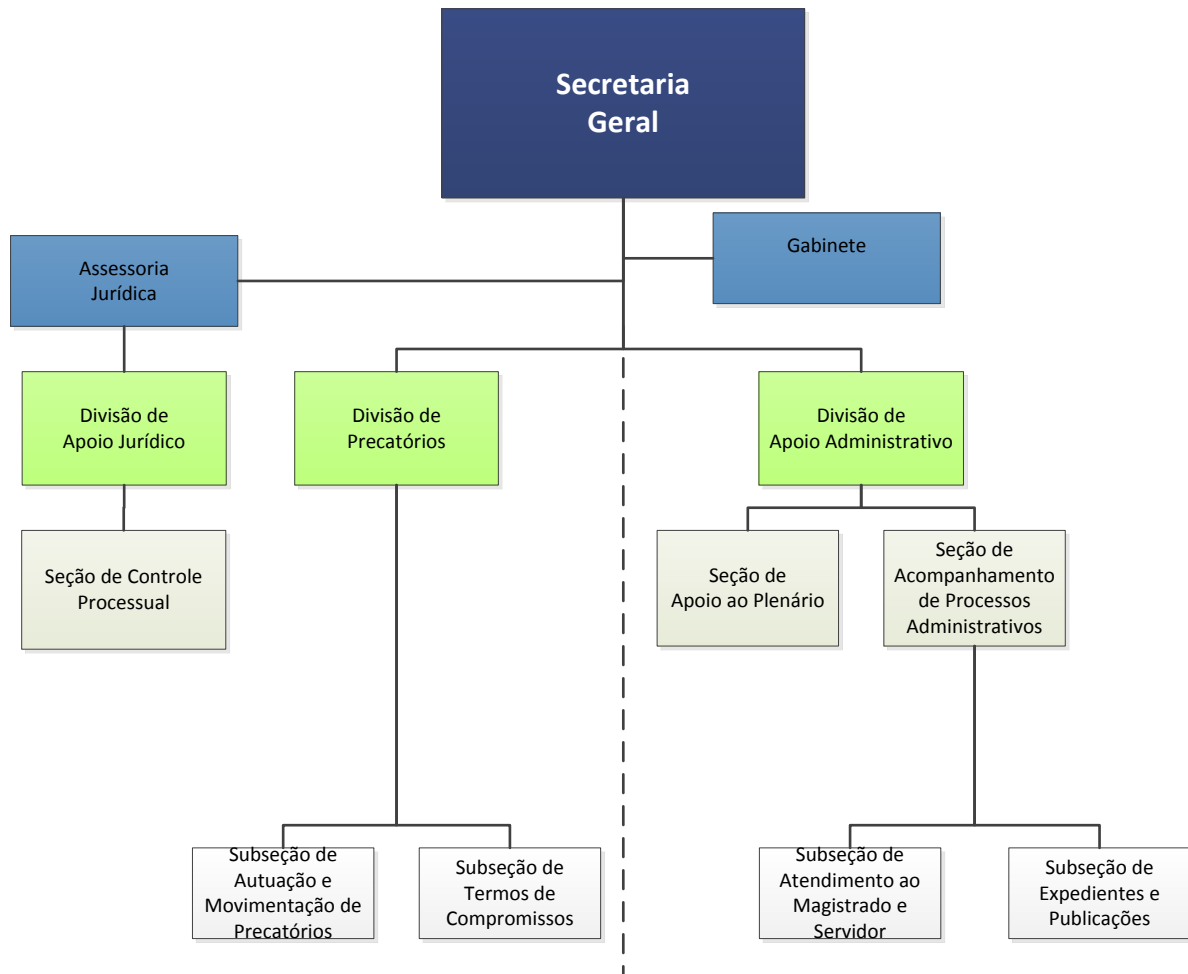 Secretaria
Geral
Gabinete
Assessoria
Jurídica
Divisão de
Apoio Jurídico
Divisão de
Precatórios
Divisão de
Apoio Administrativo
Seção de Controle
Processual
Seção de
Apoio ao Plenário
Seção de
Acompanhamento
de Processos
Administrativos
Subseção de
Autuação e
Movimentação de
Precatórios
Subseção de
Termos de
Compromissos
Subseção de
Atendimento ao
Magistrado e
Servidor
Subseção de
Expedientes e
Publicações